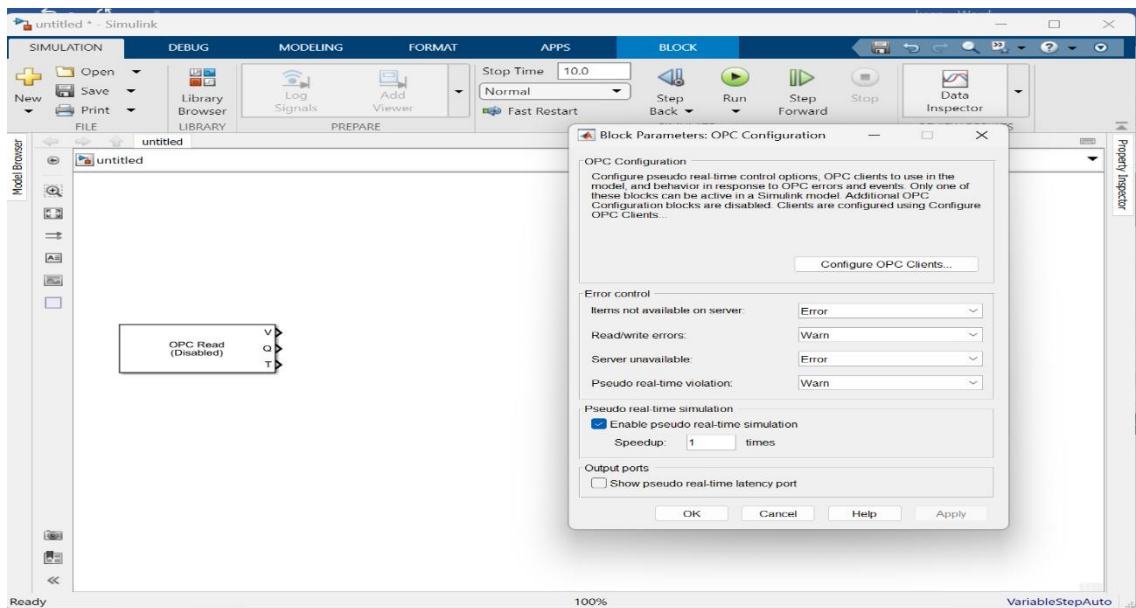 untitled * - Simulink
SIMULATION DEBUG MODELING FORMAT APPS BLOCK
New
Open
Save
Print
FILE
Library
Browser
LIBRARY
Log
Signals
Add
Viewer
PREPARE
Stop Time 10.0
Normal
Fast Restart
Step
Back
Run
Step
Forward
Stop
Data
Inspector
Model Browser
untitled
untitled
Property Inspector
OPC Read
(Disabled)
V
Q
T
Block Parameters: OPC Configuration
OPC Configuration
Configure pseudo real-time control options, OPC clients to use in the
model, and behavior in response to OPC errors and events. Only one of
these blocks can be active in a Simulink model. Additional OPC
Configuration blocks are disabled. Clients are configured using Configure
OPC Clients...
Configure OPC Clients...
Error control
Items not available on server: Error
Read/write errors: Warn
Server unavailable: Error
Pseudo real-time violation: Warn
Pseudo real-time simulation
Enable pseudo real-time simulation
Speedup: 1 times
Output ports
Show pseudo real-time latency port
OK Cancel Help Apply
Ready 100% VariableStepAuto